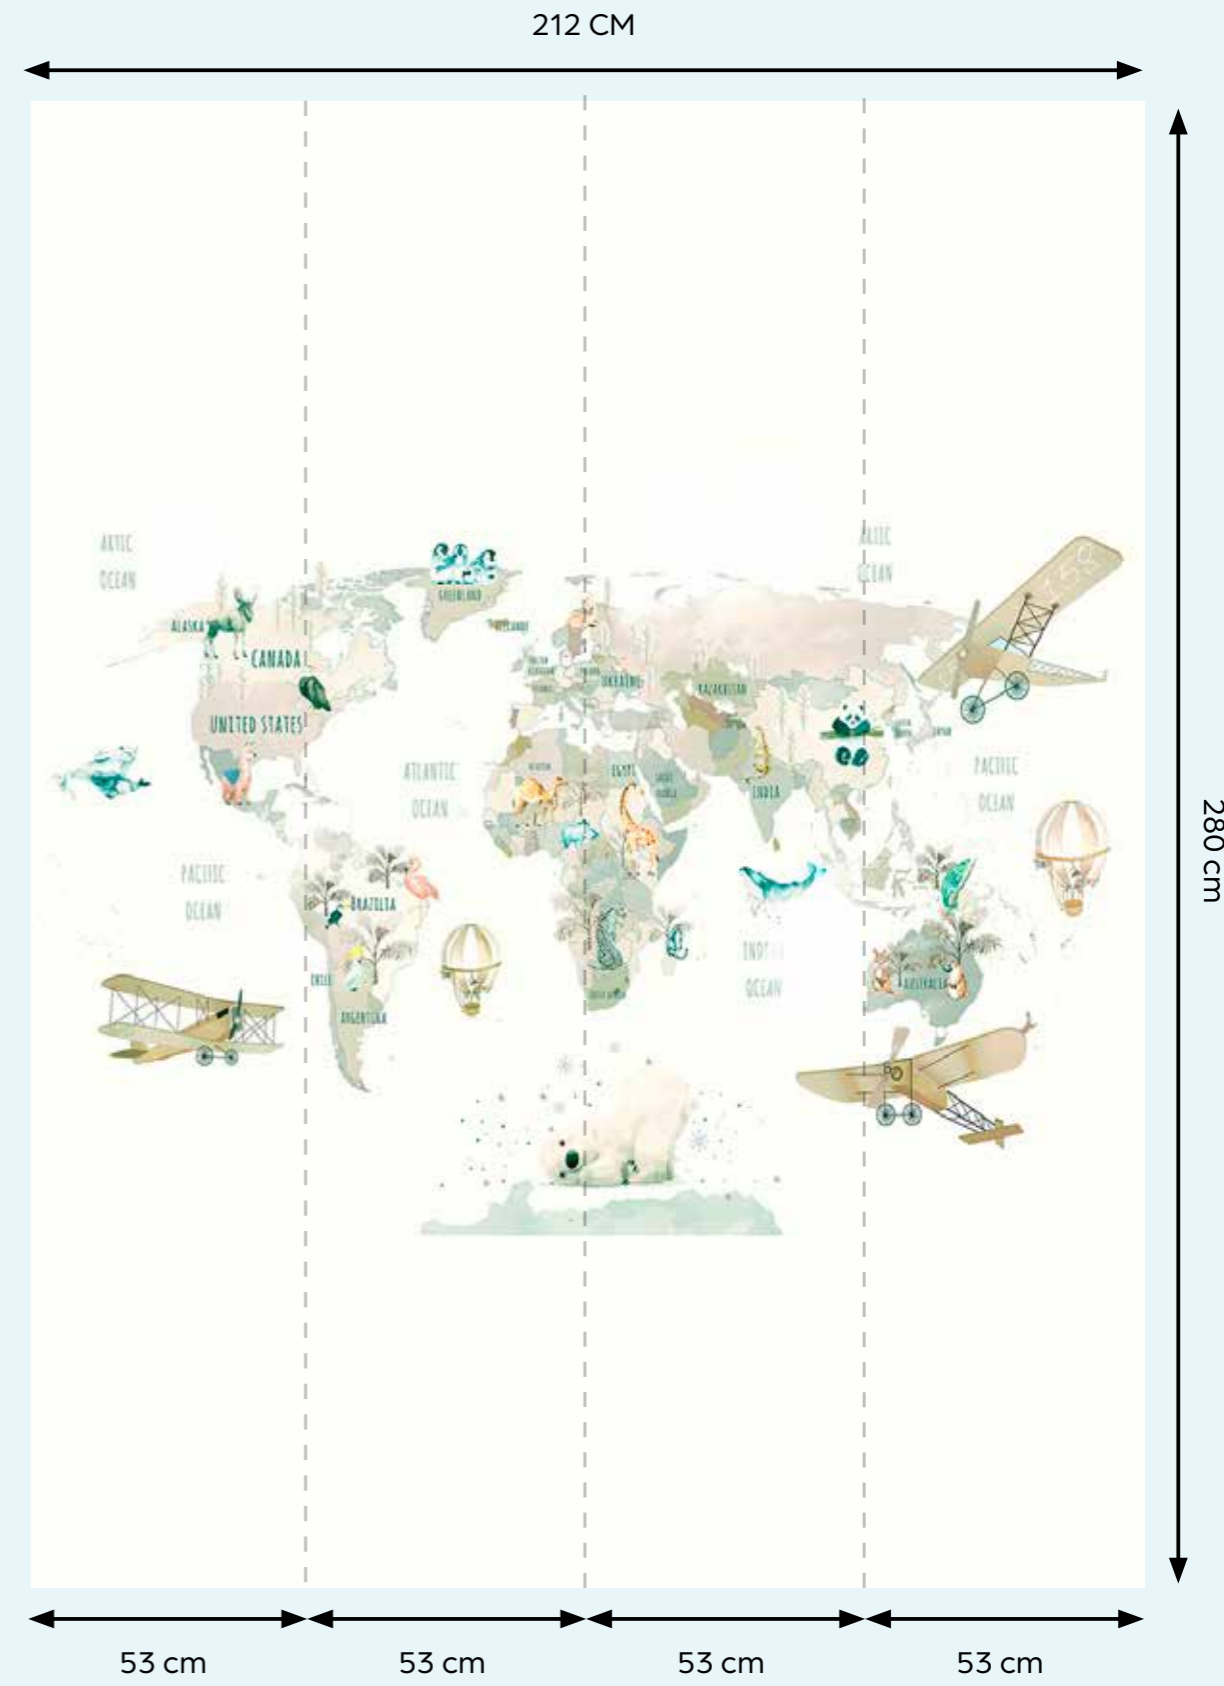 212 CM
ARTIC
OCEAN
ARTIC
OCEAN
GREENLAND
ALASKA
CANADA
UKRAINE
KAZAKHSTAN
UNITED STATES
ATLANTIC
OCEAN
EGYPT
INDIA
PACIFIC
OCEAN
280 cm
PACIFIC
OCEAN
BRAZILIA
INDIAN
OCEAN
CHILE
AUSTRALIA
ARGENTINA
53 cm
53 cm
53 cm
53 cm